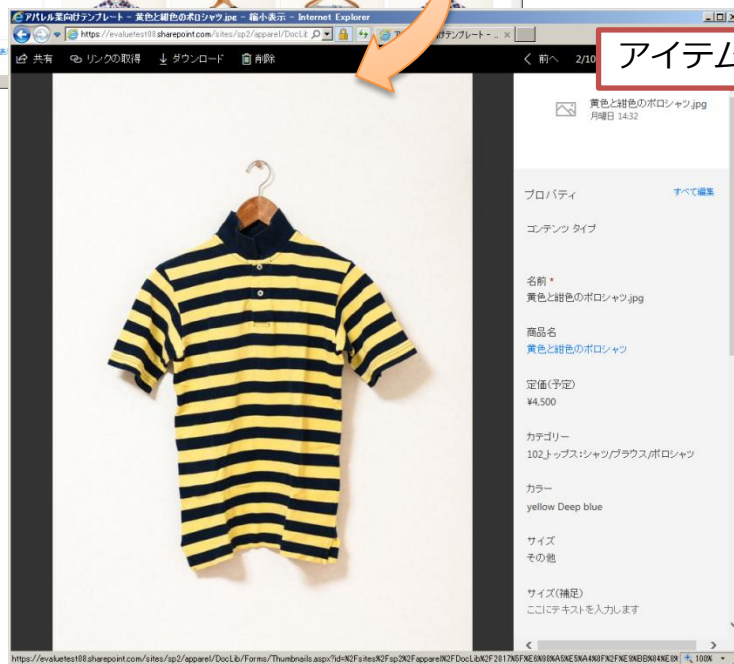 アパレル業向けテンプレート - 黄色と紺色のポロシャツ.jpg - 縮小表示 - Internet Explorer
https://evaluetest08.sharepoint.com/sites/sp2/apparel/DocLit
けテンプレート - ...
共有 リンクの取得 ダウンロード 削除
前へ 2/10
アイテム
黄色と紺色のポロシャツ.jpg
月曜日 14:32
プロパティ すべて編集
コンテンツ タイプ
名前 *
黄色と紺色のポロシャツ.jpg
商品名
黄色と紺色のポロシャツ
定価(予定)
¥4,500
カテゴリー
102_トップス:シャツ/ブラウス/ポロシャツ
カラー
yellow Deep blue
サイズ
その他
サイズ(補足)
ここにテキストを入力します
100%